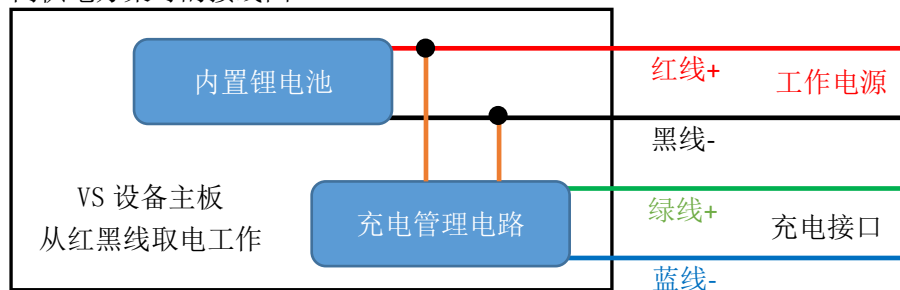 内置锂电池
红线+
工作电源
黑线-
VS 设备主板
从红黑线取电工作
充电管理电路
绿线+
充电接口
蓝线-